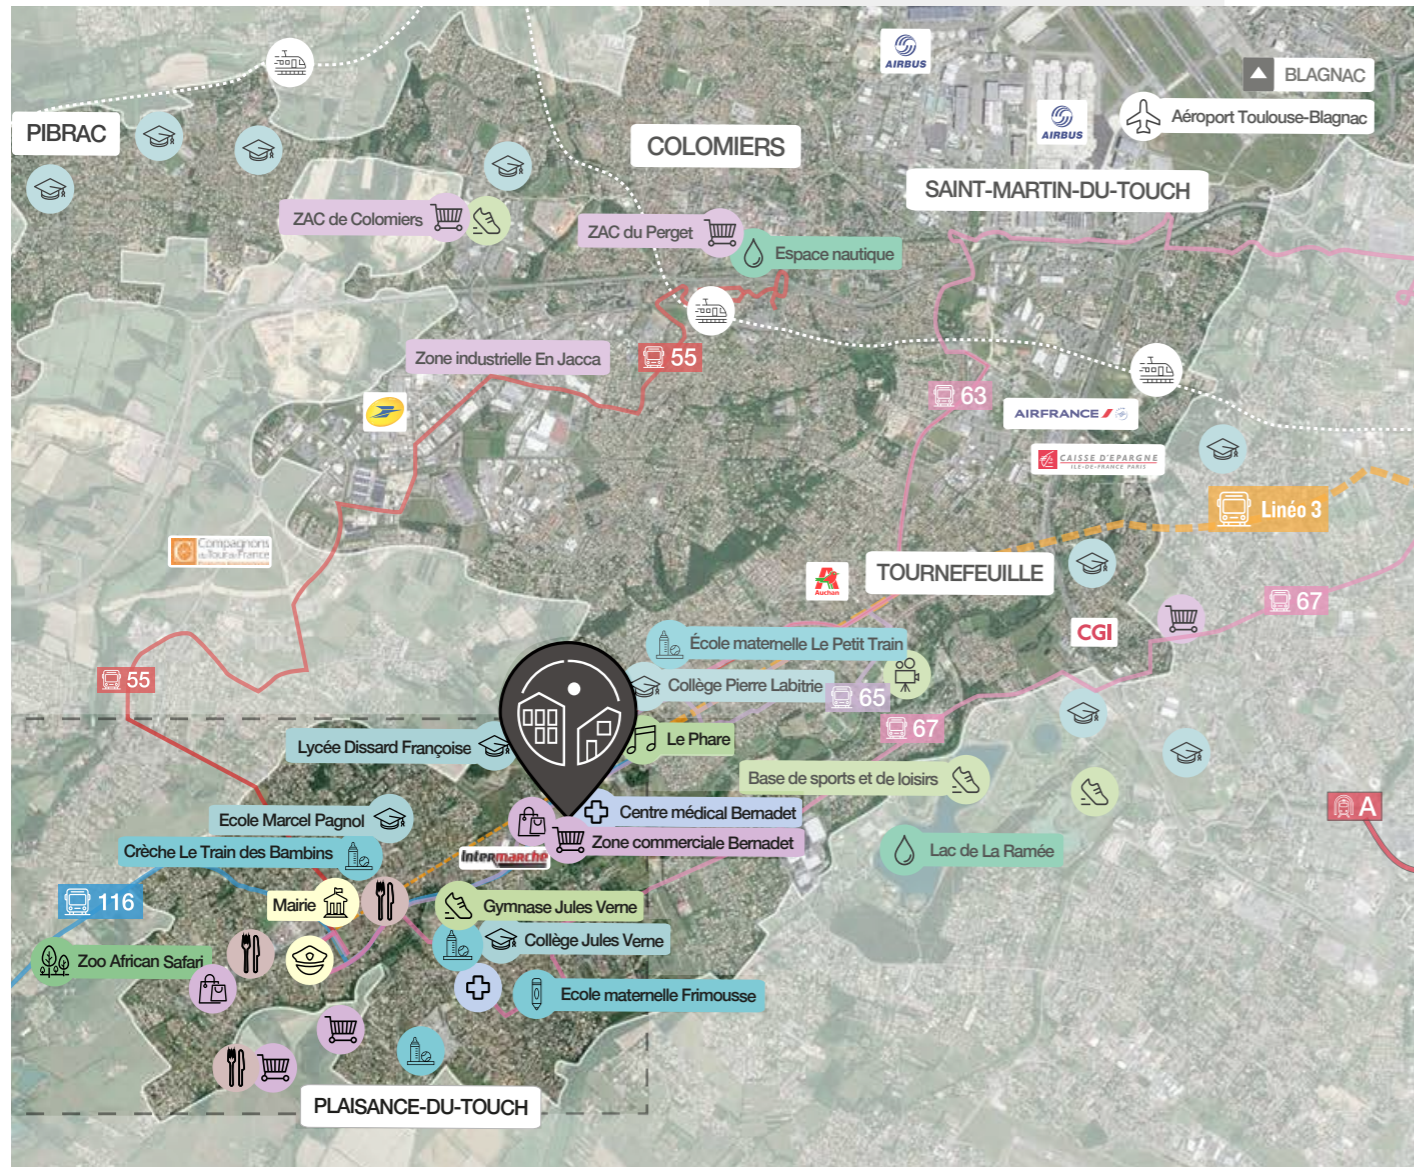 AIRBUS
BLAGNAC
AIRBUS
Aéroport Toulouse-Blagnac
PIBRAC
COLOMIERS
SAINT-MARTIN-DU-TOUCH
ZAC de Colomiers
ZAC du Perget
Espace nautique
Zone industrielle En Jacca
55
63
AIRFRANCE
CAISSE D'EPARGNE
ILE-DE-FRANCE PARIS
Linéo 3
Compagnons
du Tour de France
Auchan
TOURNEFEUILLE
67
CGI
École maternelle Le Petit Train
55
Collège Pierre Labitrie
65
67
Lycée Dissard Françoise
Le Phare
Base de sports et de loisirs
A
Ecole Marcel Pagnol
Centre médical Bernadet
Zone commerciale Bernadet
Crèche Le Train des Bambins
Intermarché
Lac de La Ramée
116
Mairie
Gymnase Jules Verne
Collège Jules Verne
Zoo African Safari
Ecole maternelle Frimousse
PLAISANCE-DU-TOUCH